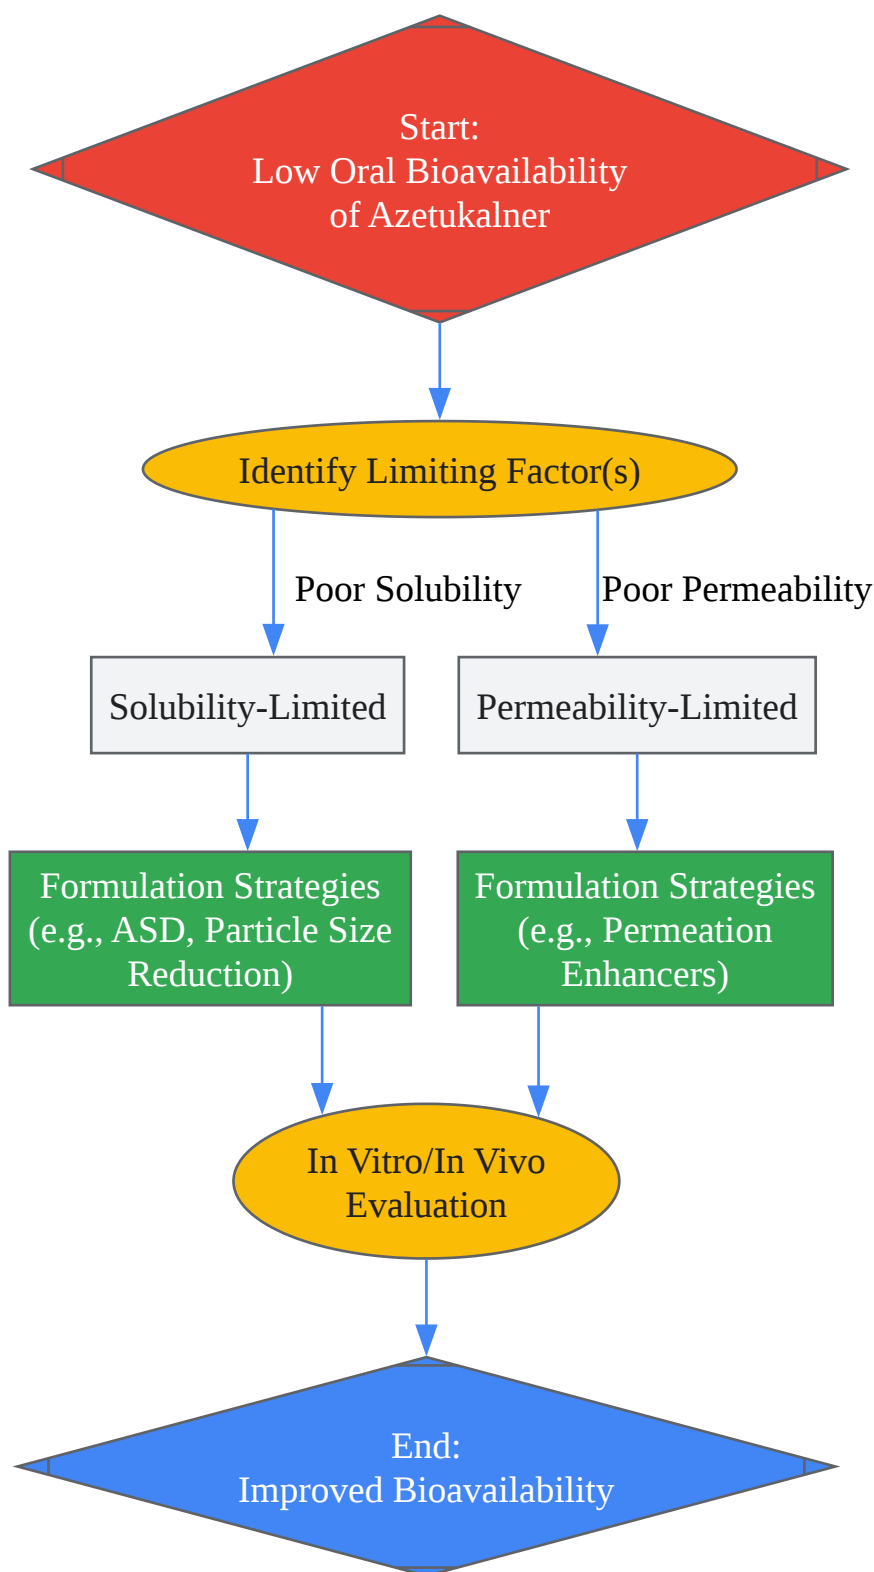 Start:
Low Oral Bioavailability
of Azetukalner
Identify Limiting Factor(s)
Poor Solubility
Poor Permeability
Solubility-Limited
Permeability-Limited
Formulation Strategies
(e.g., ASD, Particle Size
Reduction)
Formulation Strategies
(e.g., Permeation
Enhancers)
In Vitro/In Vivo
Evaluation
End:
Improved Bioavailability